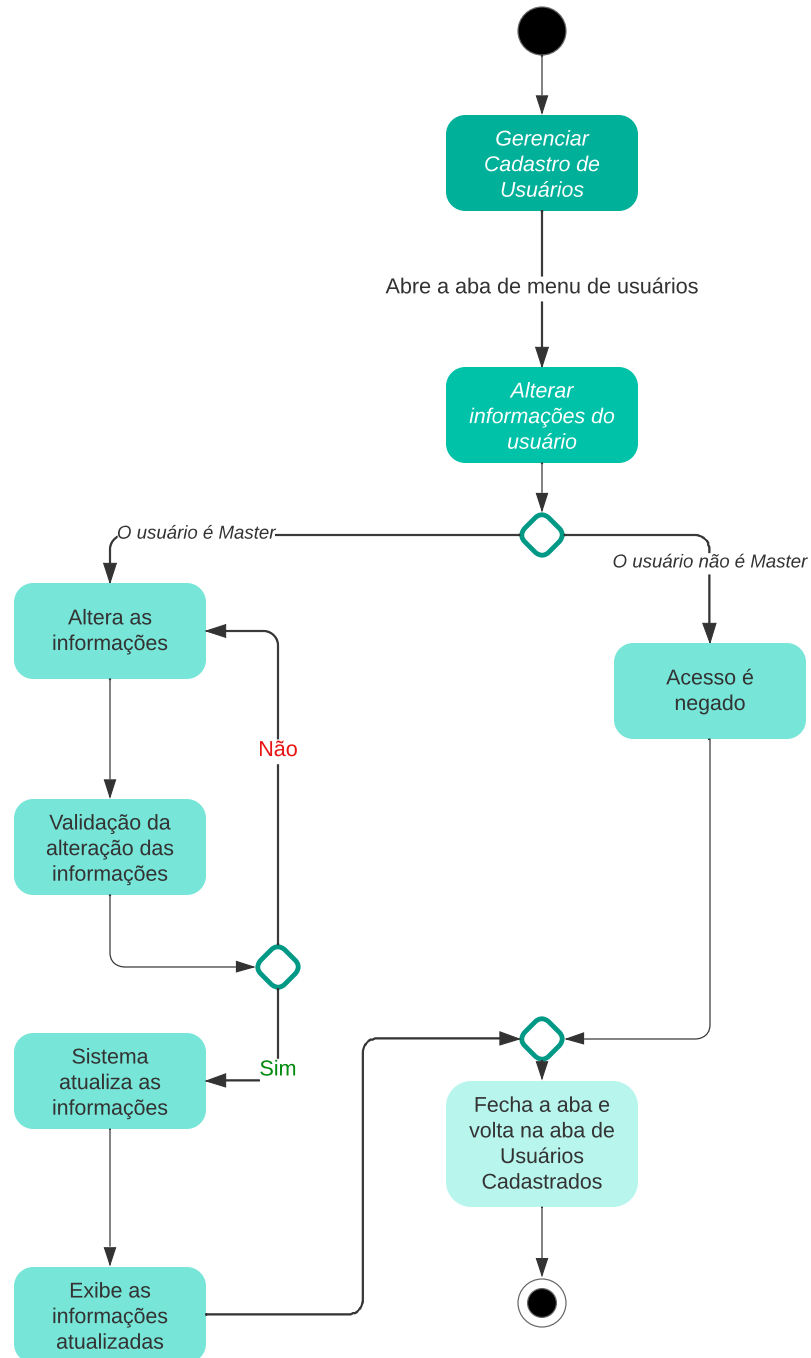 Gerenciar
Cadastro de
Usuários
Abre a aba de menu de usuários
Alterar
informações do
usuário
O usuário é Master
O usuário não é Master
Altera as
informações
Acesso é
negado
Não
Validação da
alteração das
informações
Sistema
atualiza as
informações
Sim
Fecha a aba e
volta na aba de
Usuários
Cadastrados
Exibe as
informações
atualizadas